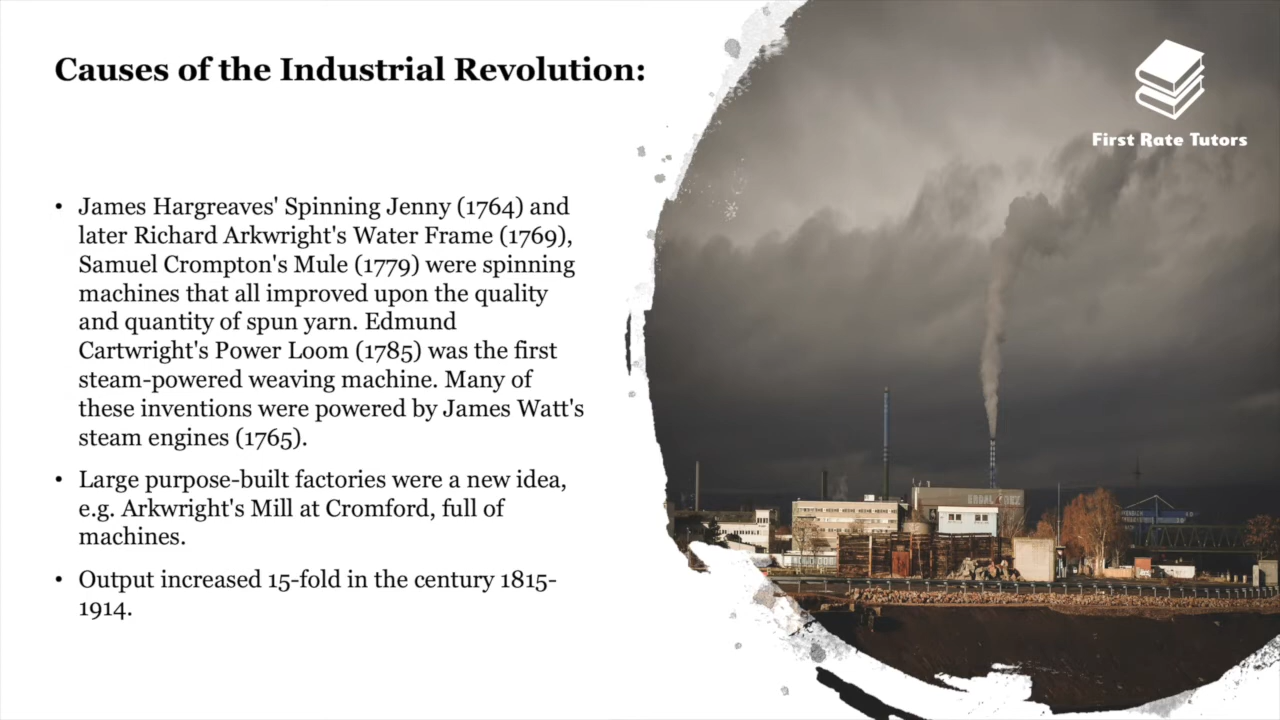 Causes of the Industrial Revolution:
First Rate Tutors
• James Hargreaves' Spinning Jenny (1764) and
later Richard Arkwright's Water Frame (1769),
Samuel Crompton's Mule (1779) were spinning
machines that all improved upon the quality
and quantity of spun yarn. Edmund
Cartwright's Power Loom (1785) was the first
steam-powered weaving machine. Many of
these inventions were powered by James Watt's
steam engines (1765).
• Large purpose-built factories were a new idea,
e.g. Arkwright's Mill at Cromford, full of
machines.
• Output increased 15-fold in the century 1815-
1914.